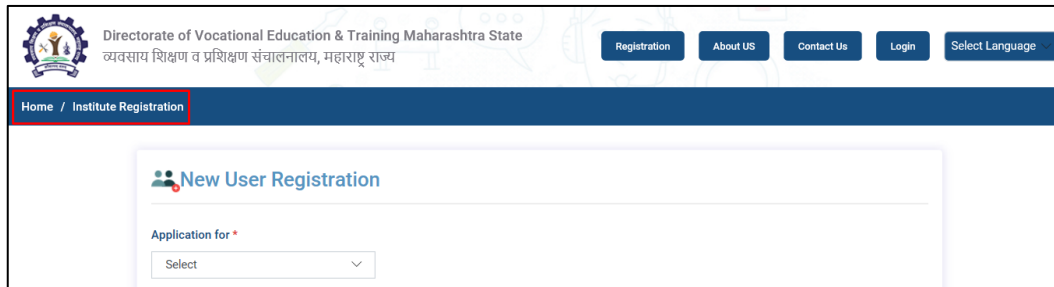 Directorate of Vocational Education & Training Maharashtra State
व्यवसाय शिक्षण व प्रशिक्षण संचालनालय, महाराष्ट्र राज्य
Registration
About US
Contact Us
Login
Select Language
Home / Institute Registration
New User Registration
Application for *
Select